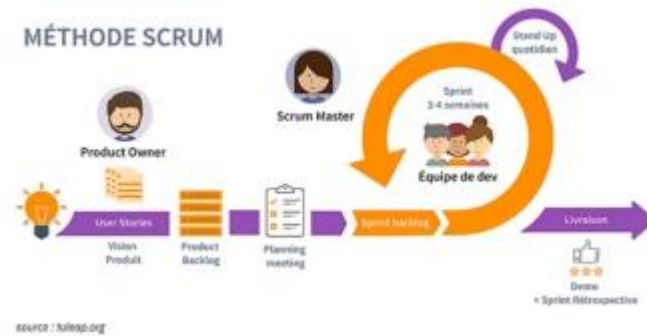 MÉTHODE SCRUM
Stand Up
quotidien
Sprint
3-4 semaines
Scrum Master
Product Owner
Équipe de dev
User Stories
Sprint backlog
Livraison
Vision
Produit
Product
Backlog
Planning
meeting
Demo
+ Sprint Rétrospective
source : tuleap.org